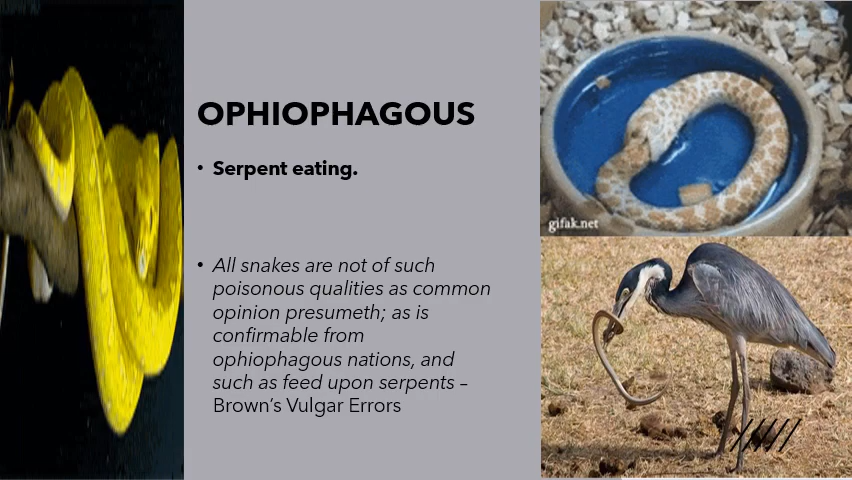 OPHIOPHAGOUS
• Serpent eating.
• All snakes are not of such
poisonous qualities as common
opinion presumeth; as is
confirmable from
ophiophagous nations, and
such as feed upon serpents –
Brown’s Vulgar Errors
gifak.net